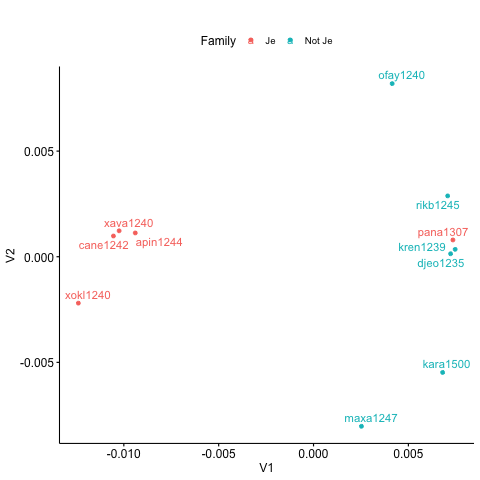 Family Je Not Je
ofay1240
0.005
rikb1245
xava1240
pana1307
cane1242 apin1244
kren1239
0.000
djeo1235
V2
xokl1240
-0.005
kara1500
maxa1247
-0.010 -0.005 0.000 0.005
V1